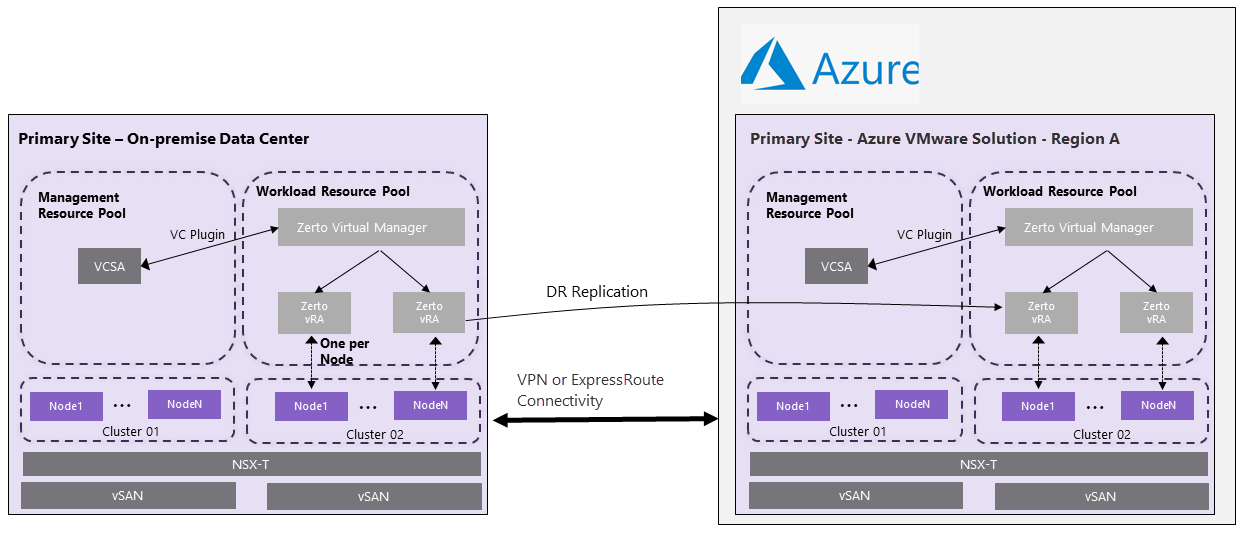 Azure
Primary Site – On-premise Data Center
Management
Resource Pool
Workload Resource Pool
Zerto Virtual Manager
VC Plugin
VCSA
Zerto
vRA
Zerto
vRA
One per
Node
Node1
...
NodeN
Cluster 01
Node1
...
NodeN
Cluster 02
NSX-T
vSAN
vSAN
DR Replication
VPN or ExpressRoute
Connectivity
Primary Site - Azure VMware Solution - Region A
Management
Resource Pool
Workload Resource Pool
Zerto Virtual Manager
VC Plugin
VCSA
Zerto
vRA
Zerto
vRA
Node1
...
NodeN
Cluster 01
Node1
...
NodeN
Cluster 02
NSX-T
vSAN
vSAN